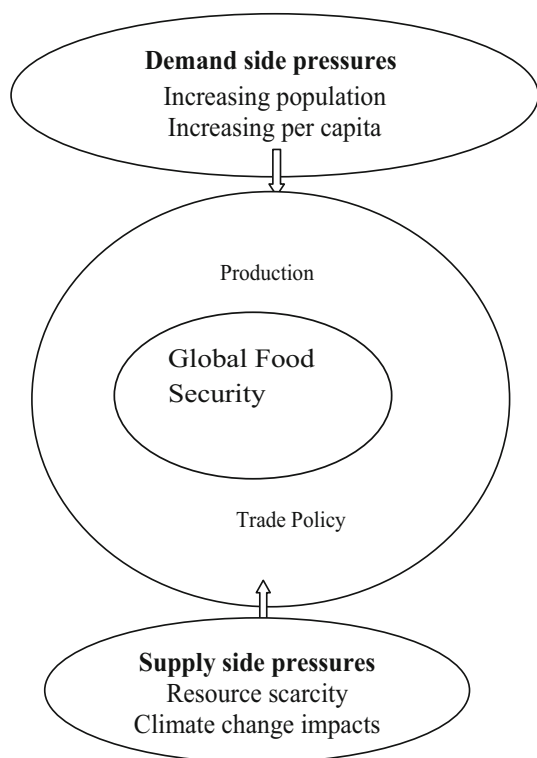 Demand side pressures
Increasing population
Increasing per capita
Production
Global Food
Security
Trade Policy
Supply side pressures
Resource scarcity
Climate change impacts